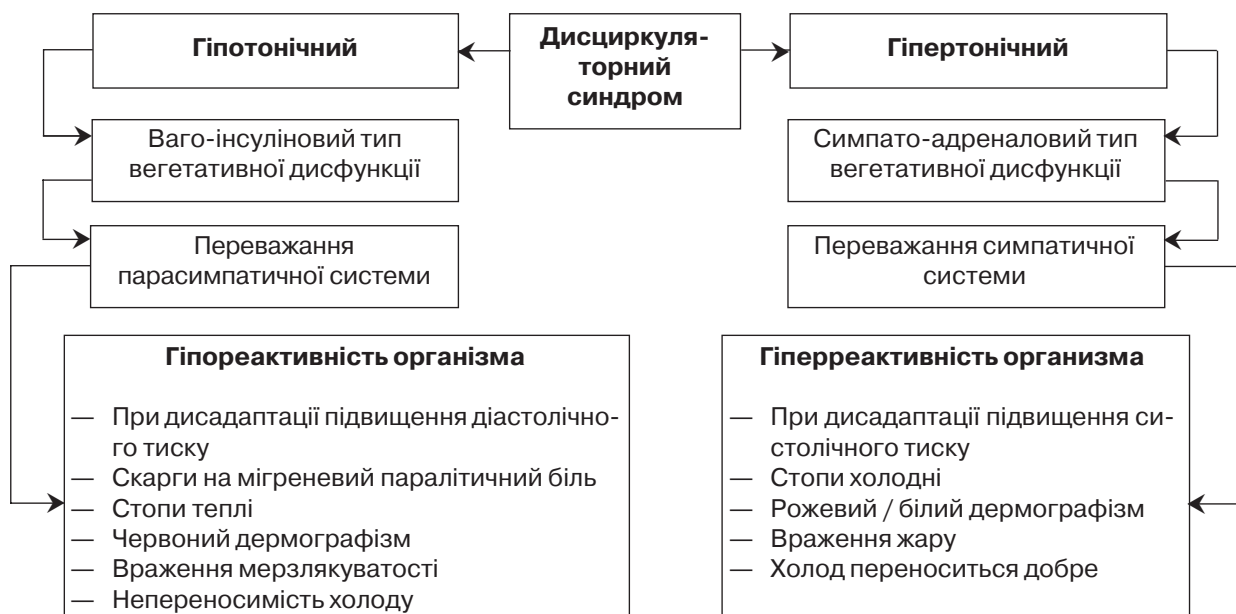 Гіпотонічний
Дисциркуля-
торний
синдром
Гіпертонічний
Ваго-інсуліновий тип
вегетативної дисфункції
Симпато-адреналовий тип
вегетативної дисфункції
Переважання
парасимпатичної системи
Переважання симпатичної
системи
Гіпореактивність організма
— При дисадаптації підвищення діастолічно-
го тиску
— Скарги на мігреневий паралітичний біль
— Стопи теплі
— Червоний дермографізм
— Враження мерзлякуватості
— Непереносимість холоду
Гіперреактивність организма
— При дисадаптації підвищення си-
столічного тиску
— Стопи холодні
— Рожевий / білий дермографізм
— Враження жару
— Холод переноситься добре